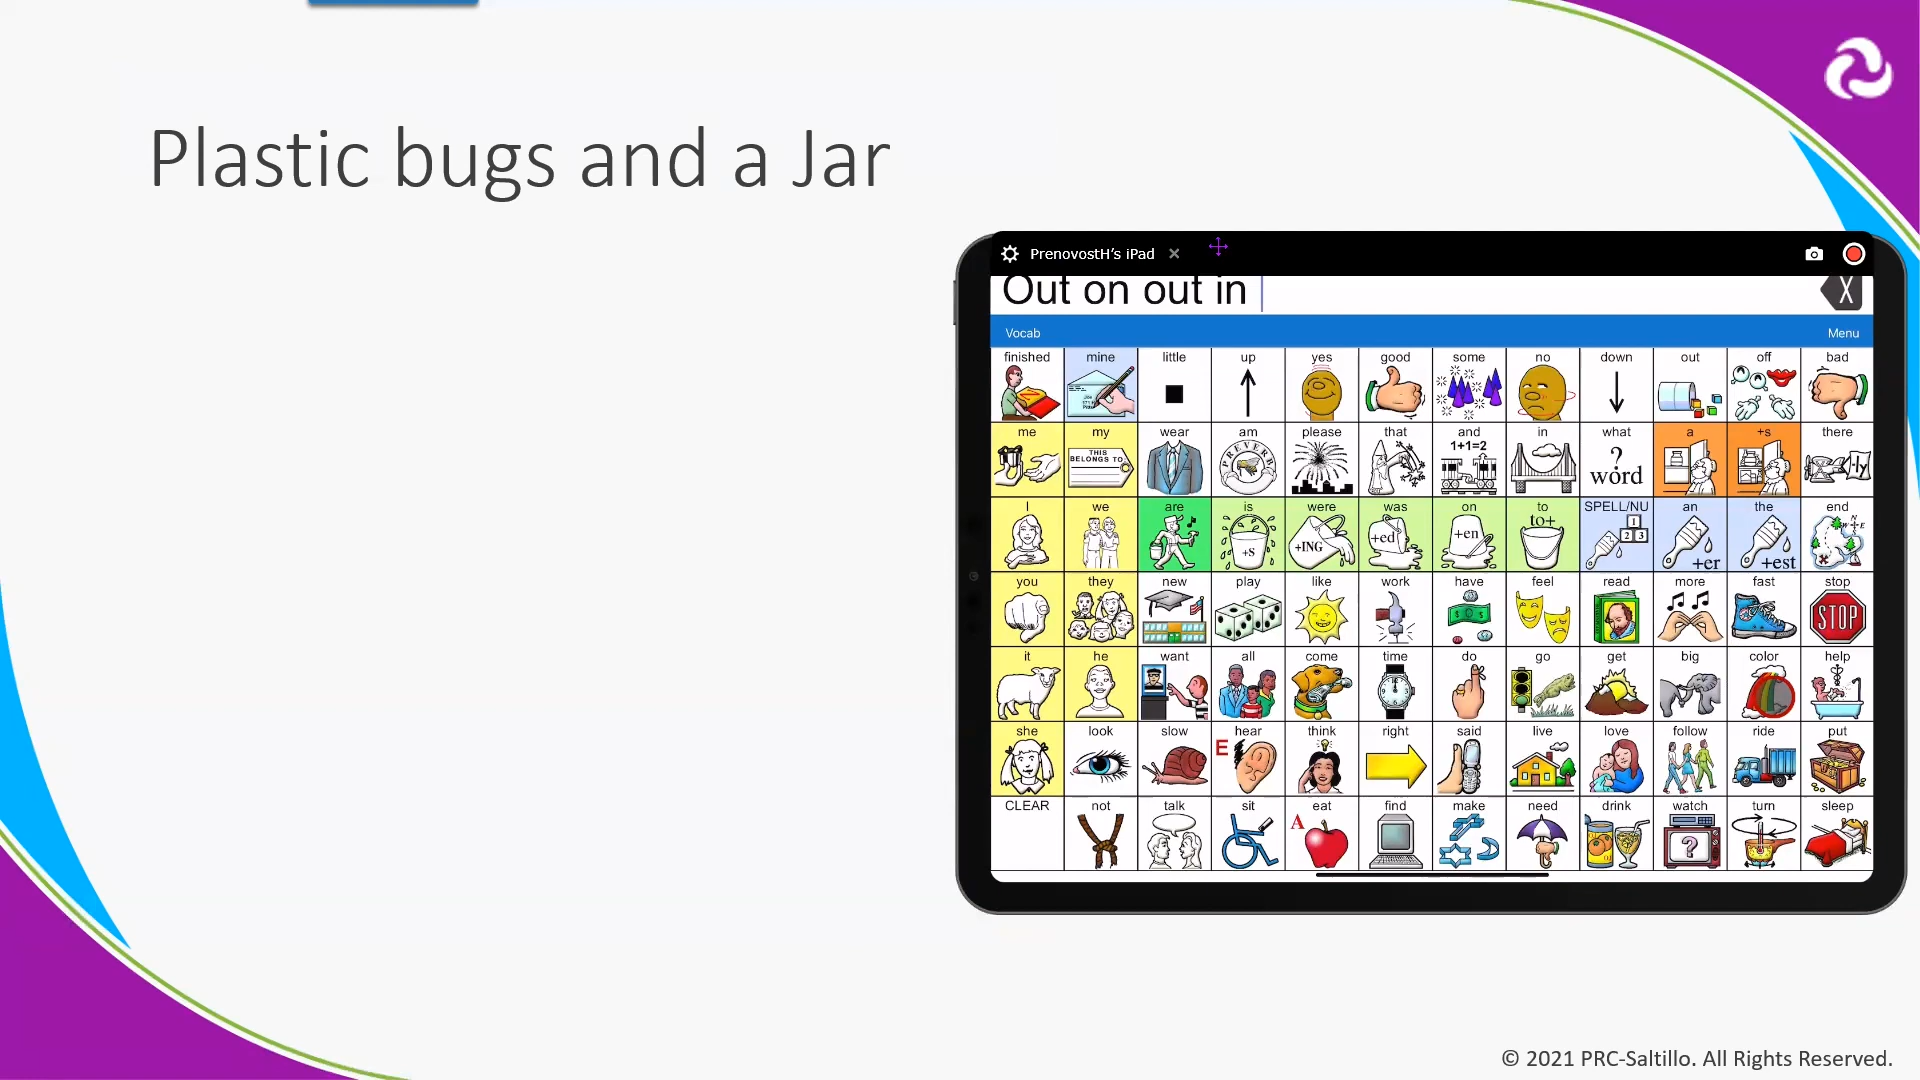 Plastic bugs and a Jar
PrenovostH's iPad
Out on out in
X
Vocab Menu
finished mine little up yes good some no down out off bad
me my wear am please that and in what a +s there
THIS BELONGS TO PREVERB 1+1=2 ? word -ly
I we are is were was on to SPELL/NU an the end
+s +ING +ed +en to+ 1 2 3 +er +est N W E
you they new play like work have feel read more fast stop
STOP
it he want all come time do go get big color help
she look slow hear think right said live love follow ride put
E
CLEAR not talk sit eat find make need drink watch turn sleep
A ?
© 2021 PRC-Saltillo. All Rights Reserved.